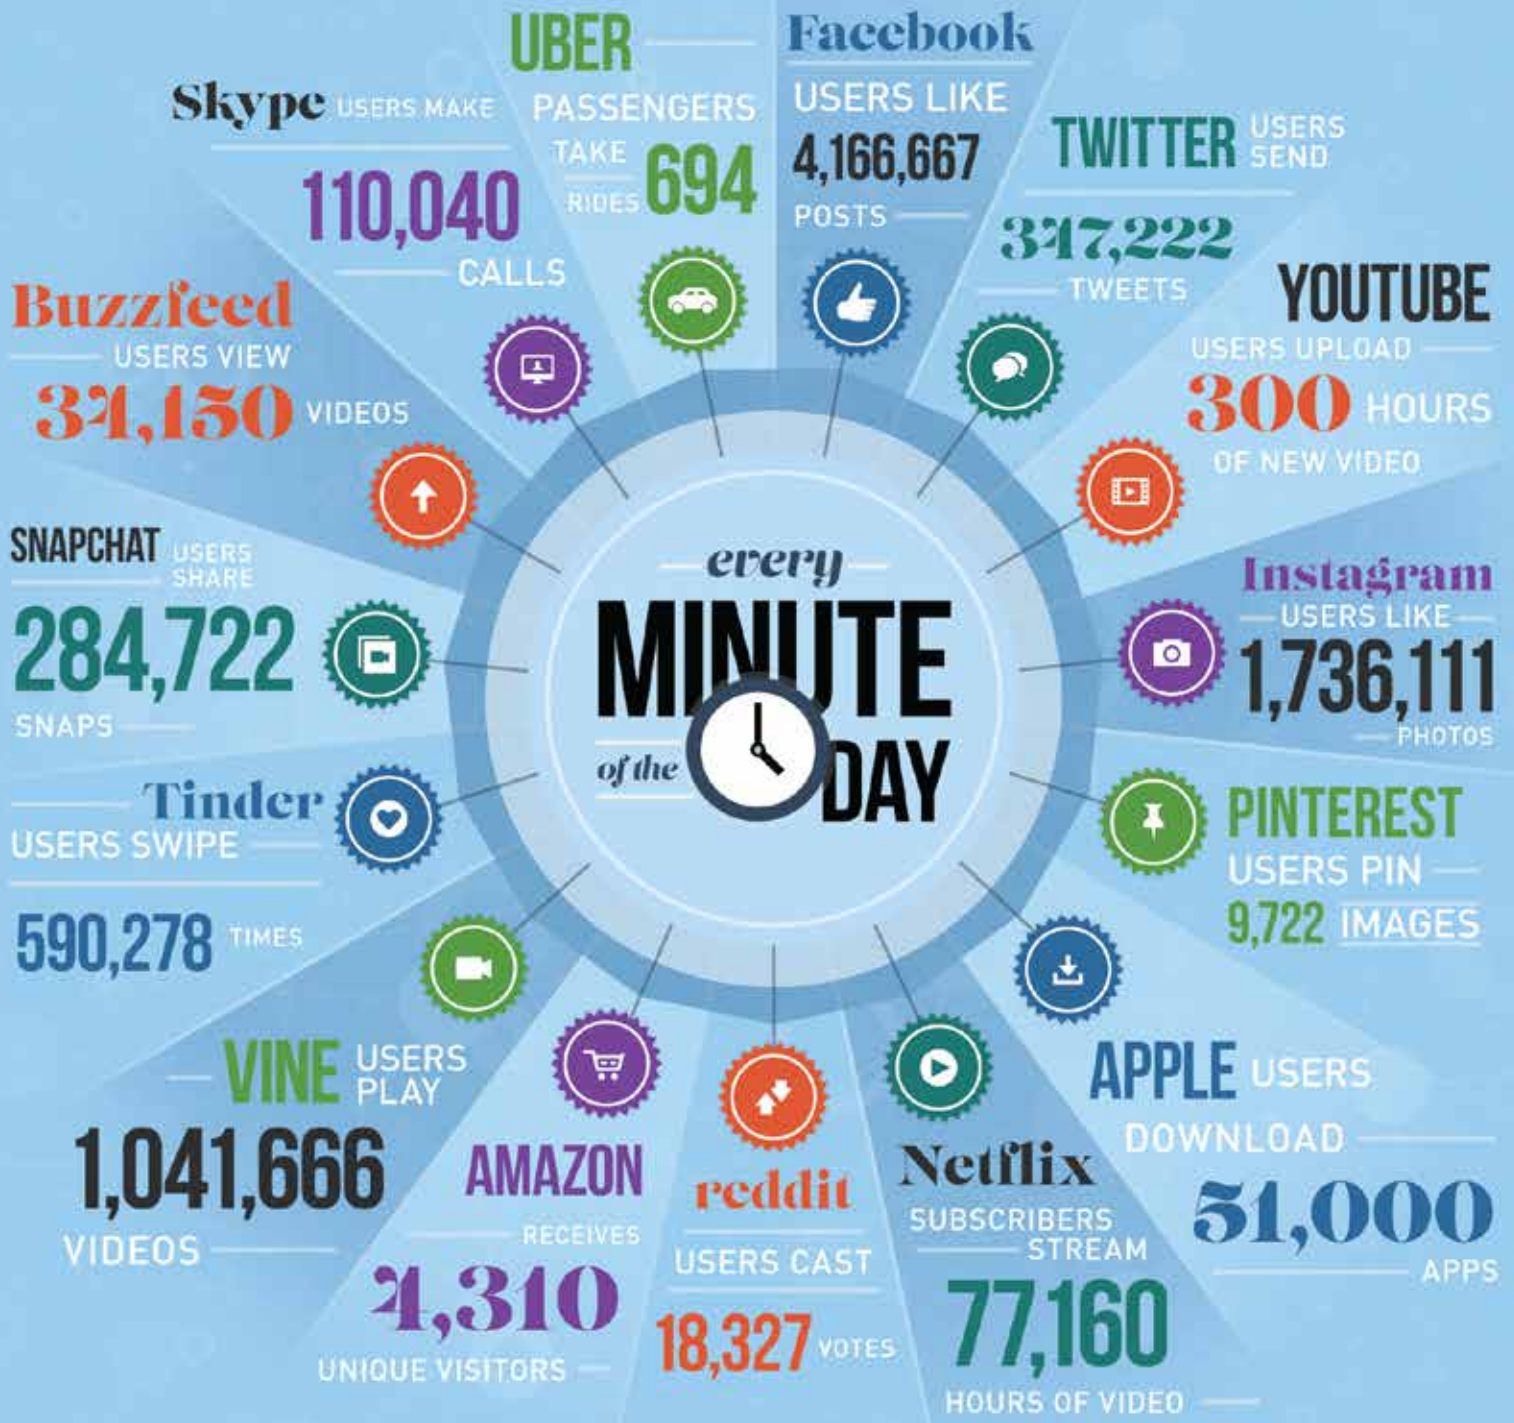 UBER
PASSENGERS
TAKE
RIDES 694
Facebook
USERS LIKE
4,166,667
POSTS
TWITTER USERS
SEND
347,222
TWEETS
YOUTUBE
USERS UPLOAD
300 HOURS
OF NEW VIDEO
Instagram
USERS LIKE
1,736,111
PHOTOS
PINTEREST
USERS PIN
9,722 IMAGES
APPLE USERS
DOWNLOAD
51,000
APPS
Netflix
SUBSCRIBERS
STREAM
77,160
HOURS OF VIDEO
reddit
USERS CAST
18,327 VOTES
AMAZON
RECEIVES
4,310
UNIQUE VISITORS
VINE USERS
PLAY
1,041,666
VIDEOS
Tinder
USERS SWIPE
590,278 TIMES
SNAPCHAT USERS
SHARE
284,722
SNAPS
Buzzfeed
USERS VIEW
34,150 VIDEOS
Skype USERS MAKE
110,040
CALLS
every
MINUTE
of the DAY